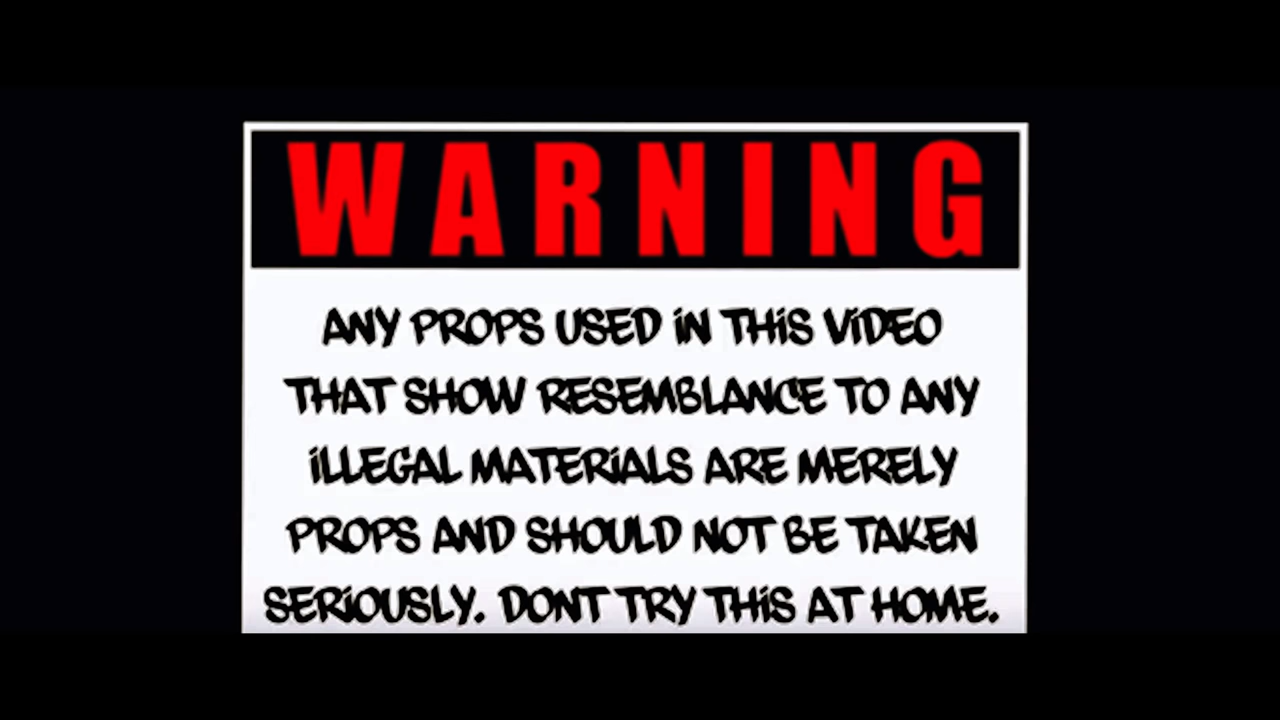 WARNING
ANY PROPS USED iN THiS ViDEO
THAT SHOW RESEMBLANCE TO ANY
iLLEGAL MATERiALS ARE MERELY
PROPS AND SHOULD NOT BE TAKEN
SERiOUSLY. DONT TRY THiS AT HOME.